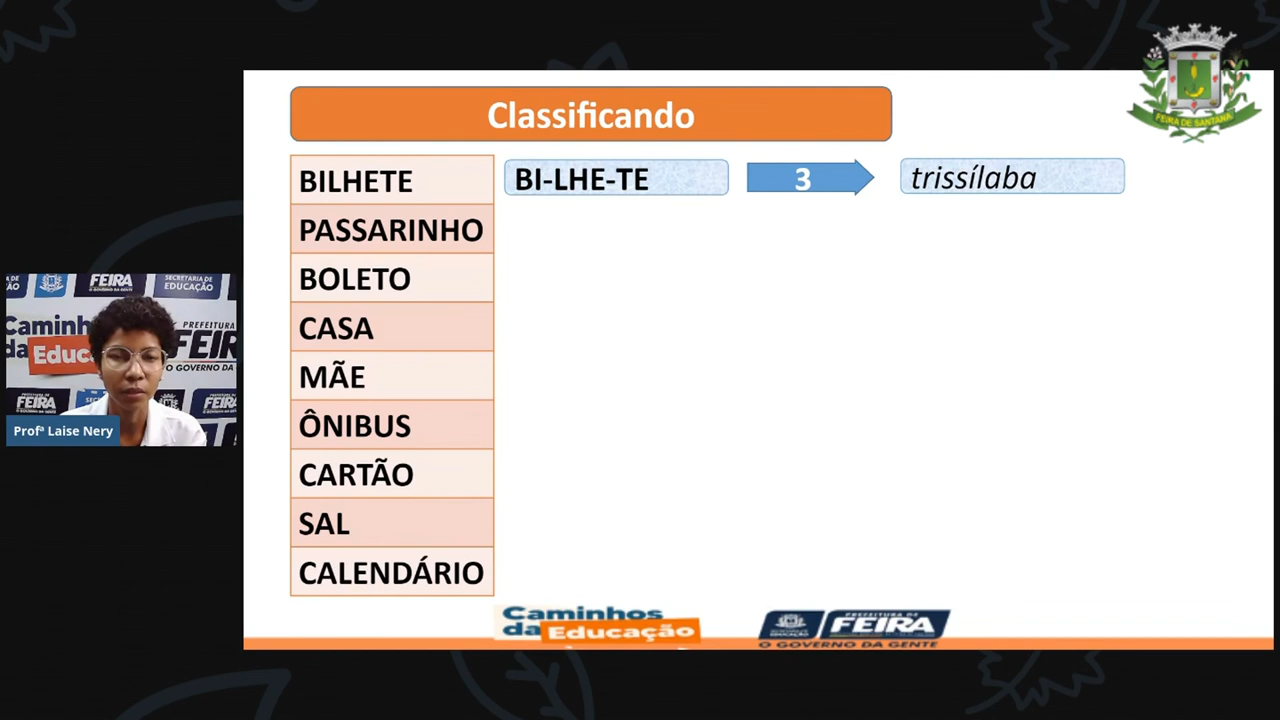 FEIRA DE SANTANA
Classificando
BILHETE
BI-LHE-TE
3
trissílaba
PASSARINHO
BOLETO
CASA
MÃE
ÔNIBUS
CARTÃO
SAL
CALENDÁRIO
FEIRA
SECRETARIA DE
EDUCAÇÃO
Caminh
da Educ
PREFEITURA
FEIR
O GOVERNO DA
FEIRA
Profª Laise Nery
Caminhos
da Educação
PREFEITURA DE
FEIRA
O GOVERNO DA GENTE